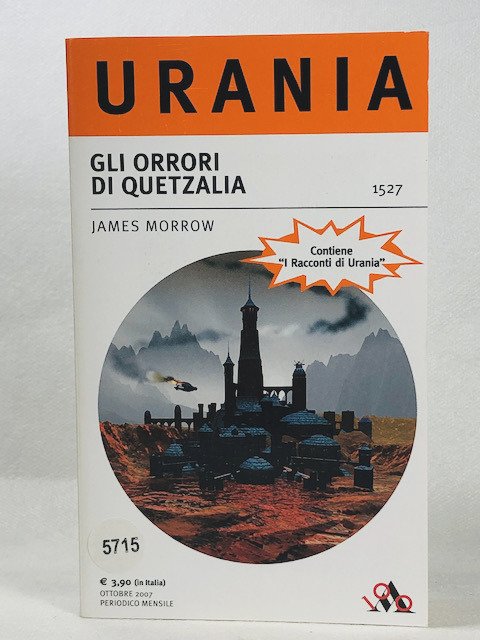 URANIA
GLI ORRORI
DI QUETZALIA
1527
JAMES MORROW
Contiene
"I Racconti di Urania"
5715
€ 3,90 (in Italia)
OTTOBRE 2007
PERIODICO MENSILE